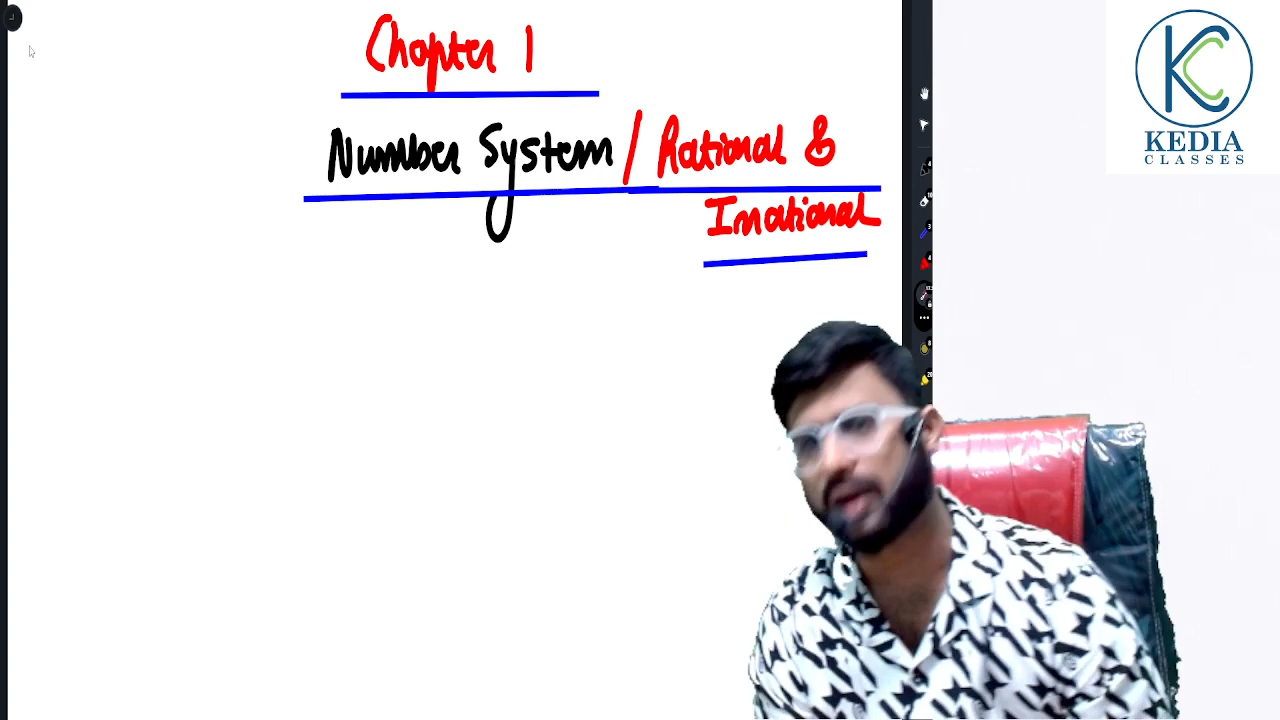 Chapter 1
Number System / Rational &
Irrational
KEDIA
CLASSES